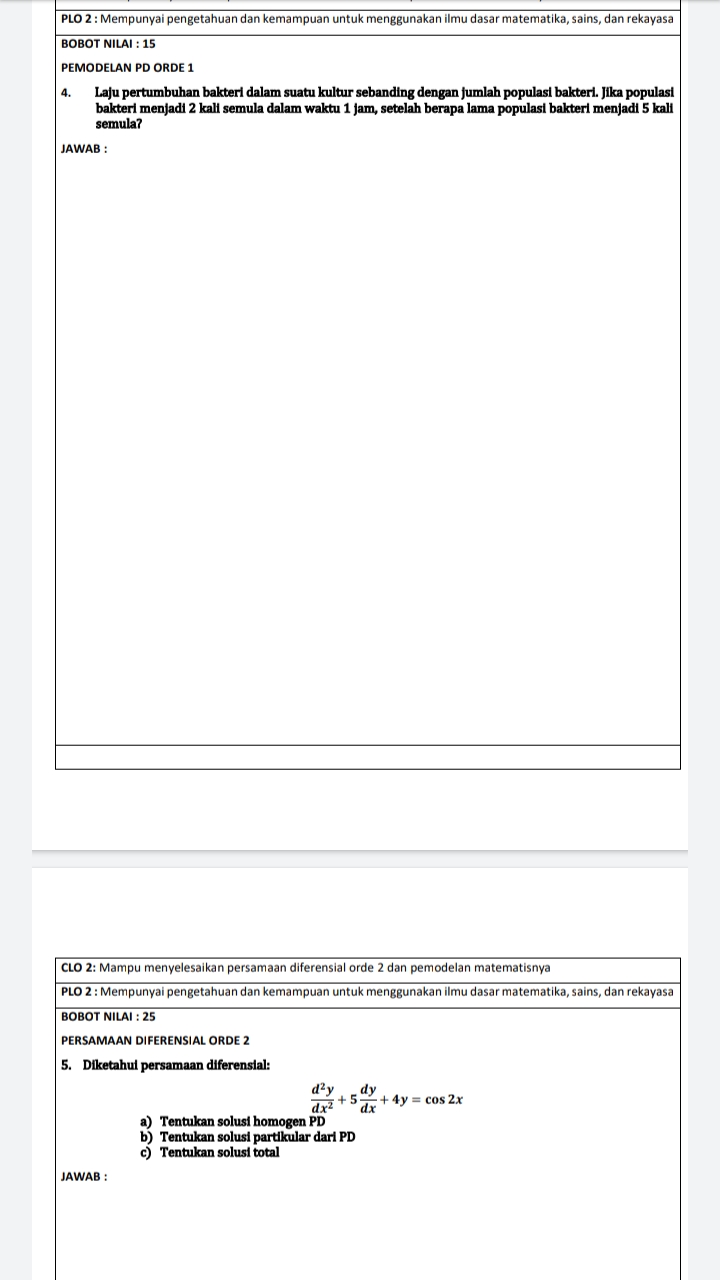 PLO 2 : Mempunyai pengetahuan dan kemampuan untuk menggunakan ilmu dasar matematika, sains, dan rekayasa
BOBOT NILAI : 15
PEMODELAN PD ORDE 1
4. Laju pertumbuhan bakteri dalam suatu kultur sebanding dengan jumlah populasi bakteri. Jika populasi
bakteri menjadi 2 kali semula dalam waktu 1 jam, setelah berapa lama populasi bakteri menjadi 5 kali
semula?
JAWAB :
CLO 2: Mampu menyelesaikan persamaan diferensial orde 2 dan pemodelan matematisnya
PLO 2 : Mempunyai pengetahuan dan kemampuan untuk menggunakan ilmu dasar matematika, sains, dan rekayasa
BOBOT NILAI : 25
PERSAMAAN DIFERENSIAL ORDE 2
5. Diketahui persamaan diferensial:
d²y/dx² + 5 dy/dx + 4y = cos 2x
a) Tentukan solusi homogen PD
b) Tentukan solusi partikular dari PD
c) Tentukan solusi total
JAWAB :